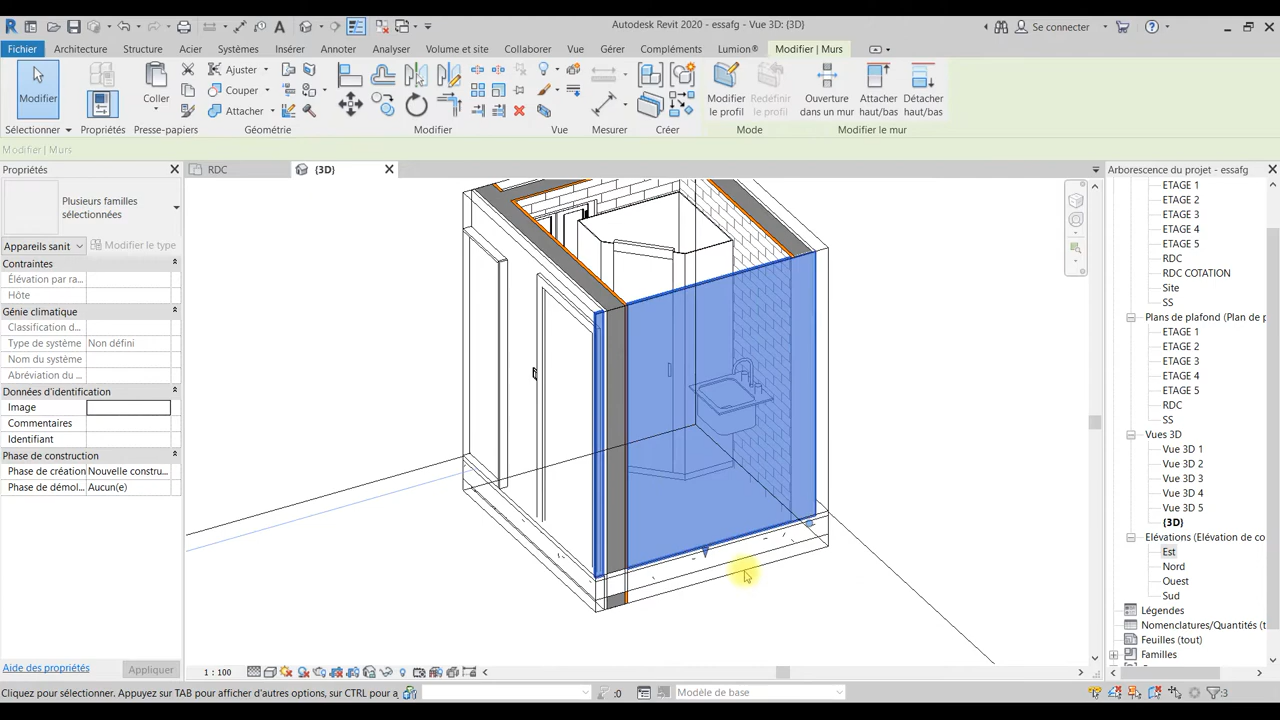 Autodesk Revit 2020 - essafg - Vue 3D: {3D}
Se connecter
Fichier Architecture Structure Acier Systèmes Insérer Annoter Analyser Volume et site Collaborer Vue Gérer Compléments Lumion® Modifier | Murs
Modifier
Propriétés
Coller
Ajuster
Couper
Attacher
Modifier le profil
Redéfinir le profil
Ouverture dans un mur
Attacher haut/bas
Détacher haut/bas
Sélectionner Propriétés Presse-papiers Géométrie Modifier Vue Mesurer Créer Mode Modifier le mur
Modifier | Murs
Propriétés
RDC
{3D}
Arborescence du projet - essafg
Plusieurs familles
sélectionnées
Appareils sanit
Modifier le type
Contraintes
Élévation par ra...
Hôte
Génie climatique
Classification d...
Type de système Non défini
Nom du système
Abréviation du...
Données d'identification
Image
Commentaires
Identifiant
Phase de construction
Phase de création Nouvelle constru...
Phase de démol... Aucun(e)
Aide des propriétés
Appliquer
ETAGE 1
ETAGE 2
ETAGE 3
ETAGE 4
ETAGE 5
RDC
RDC COTATION
Site
SS
Plans de plafond (Plan de p
ETAGE 1
ETAGE 2
ETAGE 3
ETAGE 4
ETAGE 5
RDC
SS
Vues 3D
Vue 3D 1
Vue 3D 2
Vue 3D 3
Vue 3D 4
Vue 3D 5
{3D}
Elévations (Elévation de co
Est
Nord
Ouest
Sud
Légendes
Nomenclatures/Quantités (t
Feuilles (tout)
Familles
1 : 100
Cliquez pour sélectionner. Appuyez sur TAB pour afficher d'autres options, sur CTRL pour a
:0
Modèle de base
:3